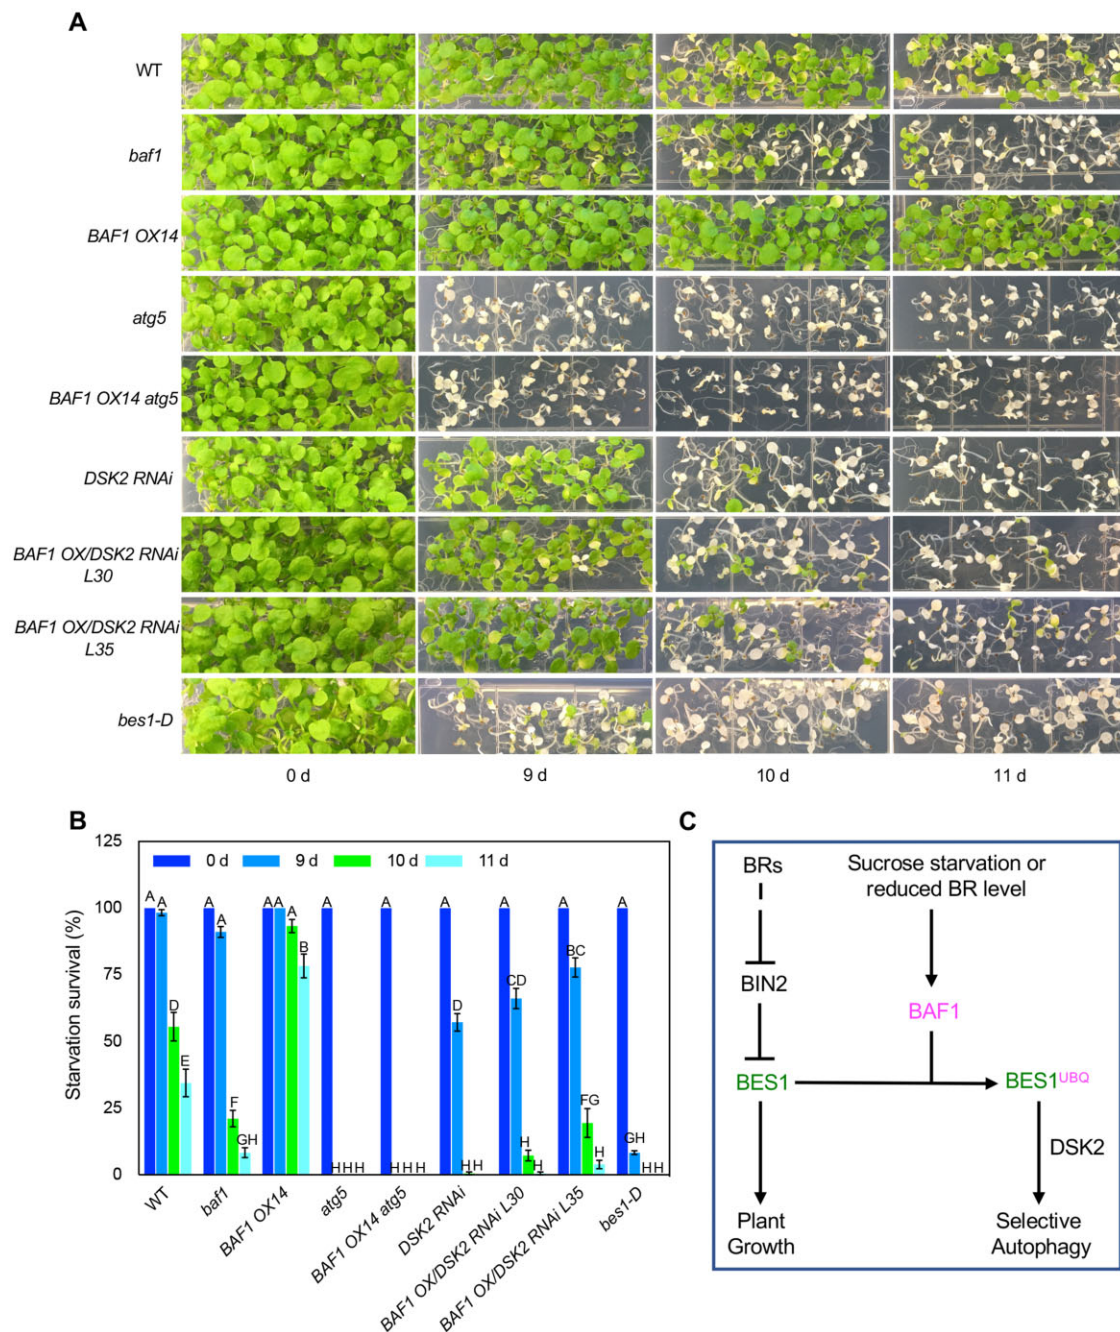 A
WT
baf1
BAF1 OX14
atg5
BAF1 OX14 atg5
DSK2 RNAi
BAF1 OX/DSK2 RNAi
L30
BAF1 OX/DSK2 RNAi
L35
bes1-D
0 d
9 d
10 d
11 d
B
125
100
75
50
25
0
Starvation survival (%)
0 d
9 d
10 d
11 d
A A D E
A A F GH
A A A B
A H H H
A H H H
A D H H
A CD H H
A BC FG H
A GH H H
WT
baf1
BAF1 OX14
atg5
BAF1 OX14 atg5
DSK2 RNAi
BAF1 OX/DSK2 RNAi L30
BAF1 OX/DSK2 RNAi L35
bes1-D
C
BRs
Sucrose starvation or
reduced BR level
BIN2
BAF1
BES1
BES1UBQ
DSK2
Plant
Growth
Selective
Autophagy